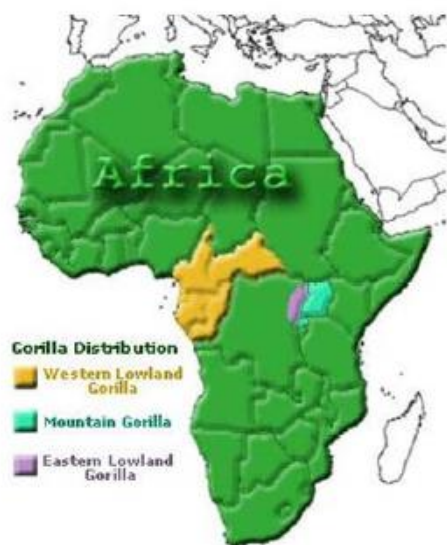 Africa
Gorilla Distribution
Western Lowland
Gorilla
Mountain Gorilla
Eastern Lowland
Gorilla